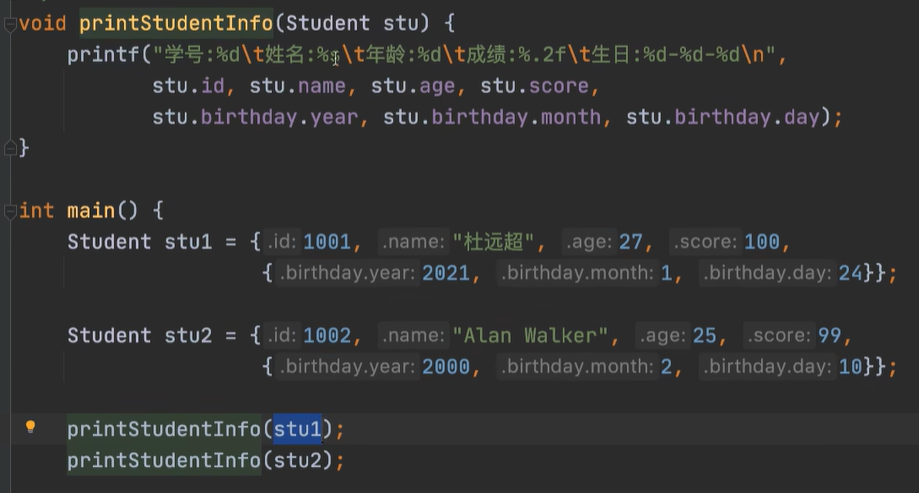 void printStudentInfo(Student stu) {
printf("学号:%d\t姓名:%s\t年龄:%d\t成绩:%.2f\t生日:%d-%d-%d\n",
stu.id, stu.name, stu.age, stu.score,
stu.birthday.year, stu.birthday.month, stu.birthday.day);
}
int main() {
Student stu1 = { .id: 1001, .name: "杜远超", .age: 27, .score: 100,
{ .birthday.year: 2021, .birthday.month: 1, .birthday.day: 24}};
Student stu2 = { .id: 1002, .name: "Alan Walker", .age: 25, .score: 99,
{ .birthday.year: 2000, .birthday.month: 2, .birthday.day: 10}};
printStudentInfo(stu1);
printStudentInfo(stu2);